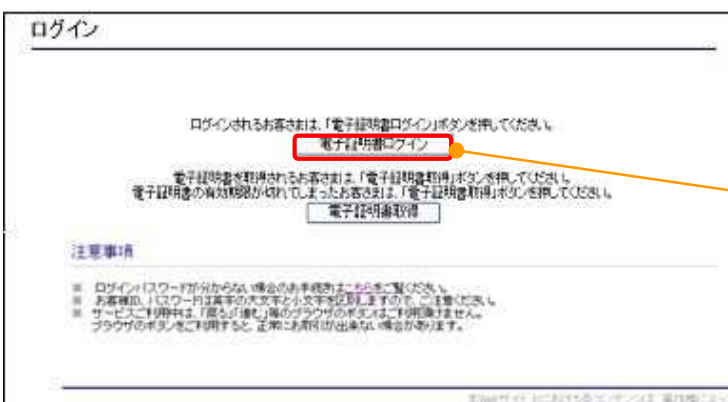 ログイン
ログインされるお客さまは、「電子証明書ログイン」ボタンを押してください。
電子証明書ログイン
電子証明書を取得されるお客さまは、「電子証明書取得」ボタンを押してください。
電子証明書の有効期限が切れてしまったお客さまは、「電子証明書取得」ボタンを押してください。
電子証明書取得
注意事項
ログインパスワードが分からない場合のお手続きはこちらをご覧ください。
お客様ID、パスワードは英字の大文字と小文字を区別しますので、ご注意ください。
サービスご利用中は、「戻る」「進む」等のブラウザのボタンはご利用頂けません。
ブラウザのボタンをご利用すると、正常にお取引が出来ない場合があります。